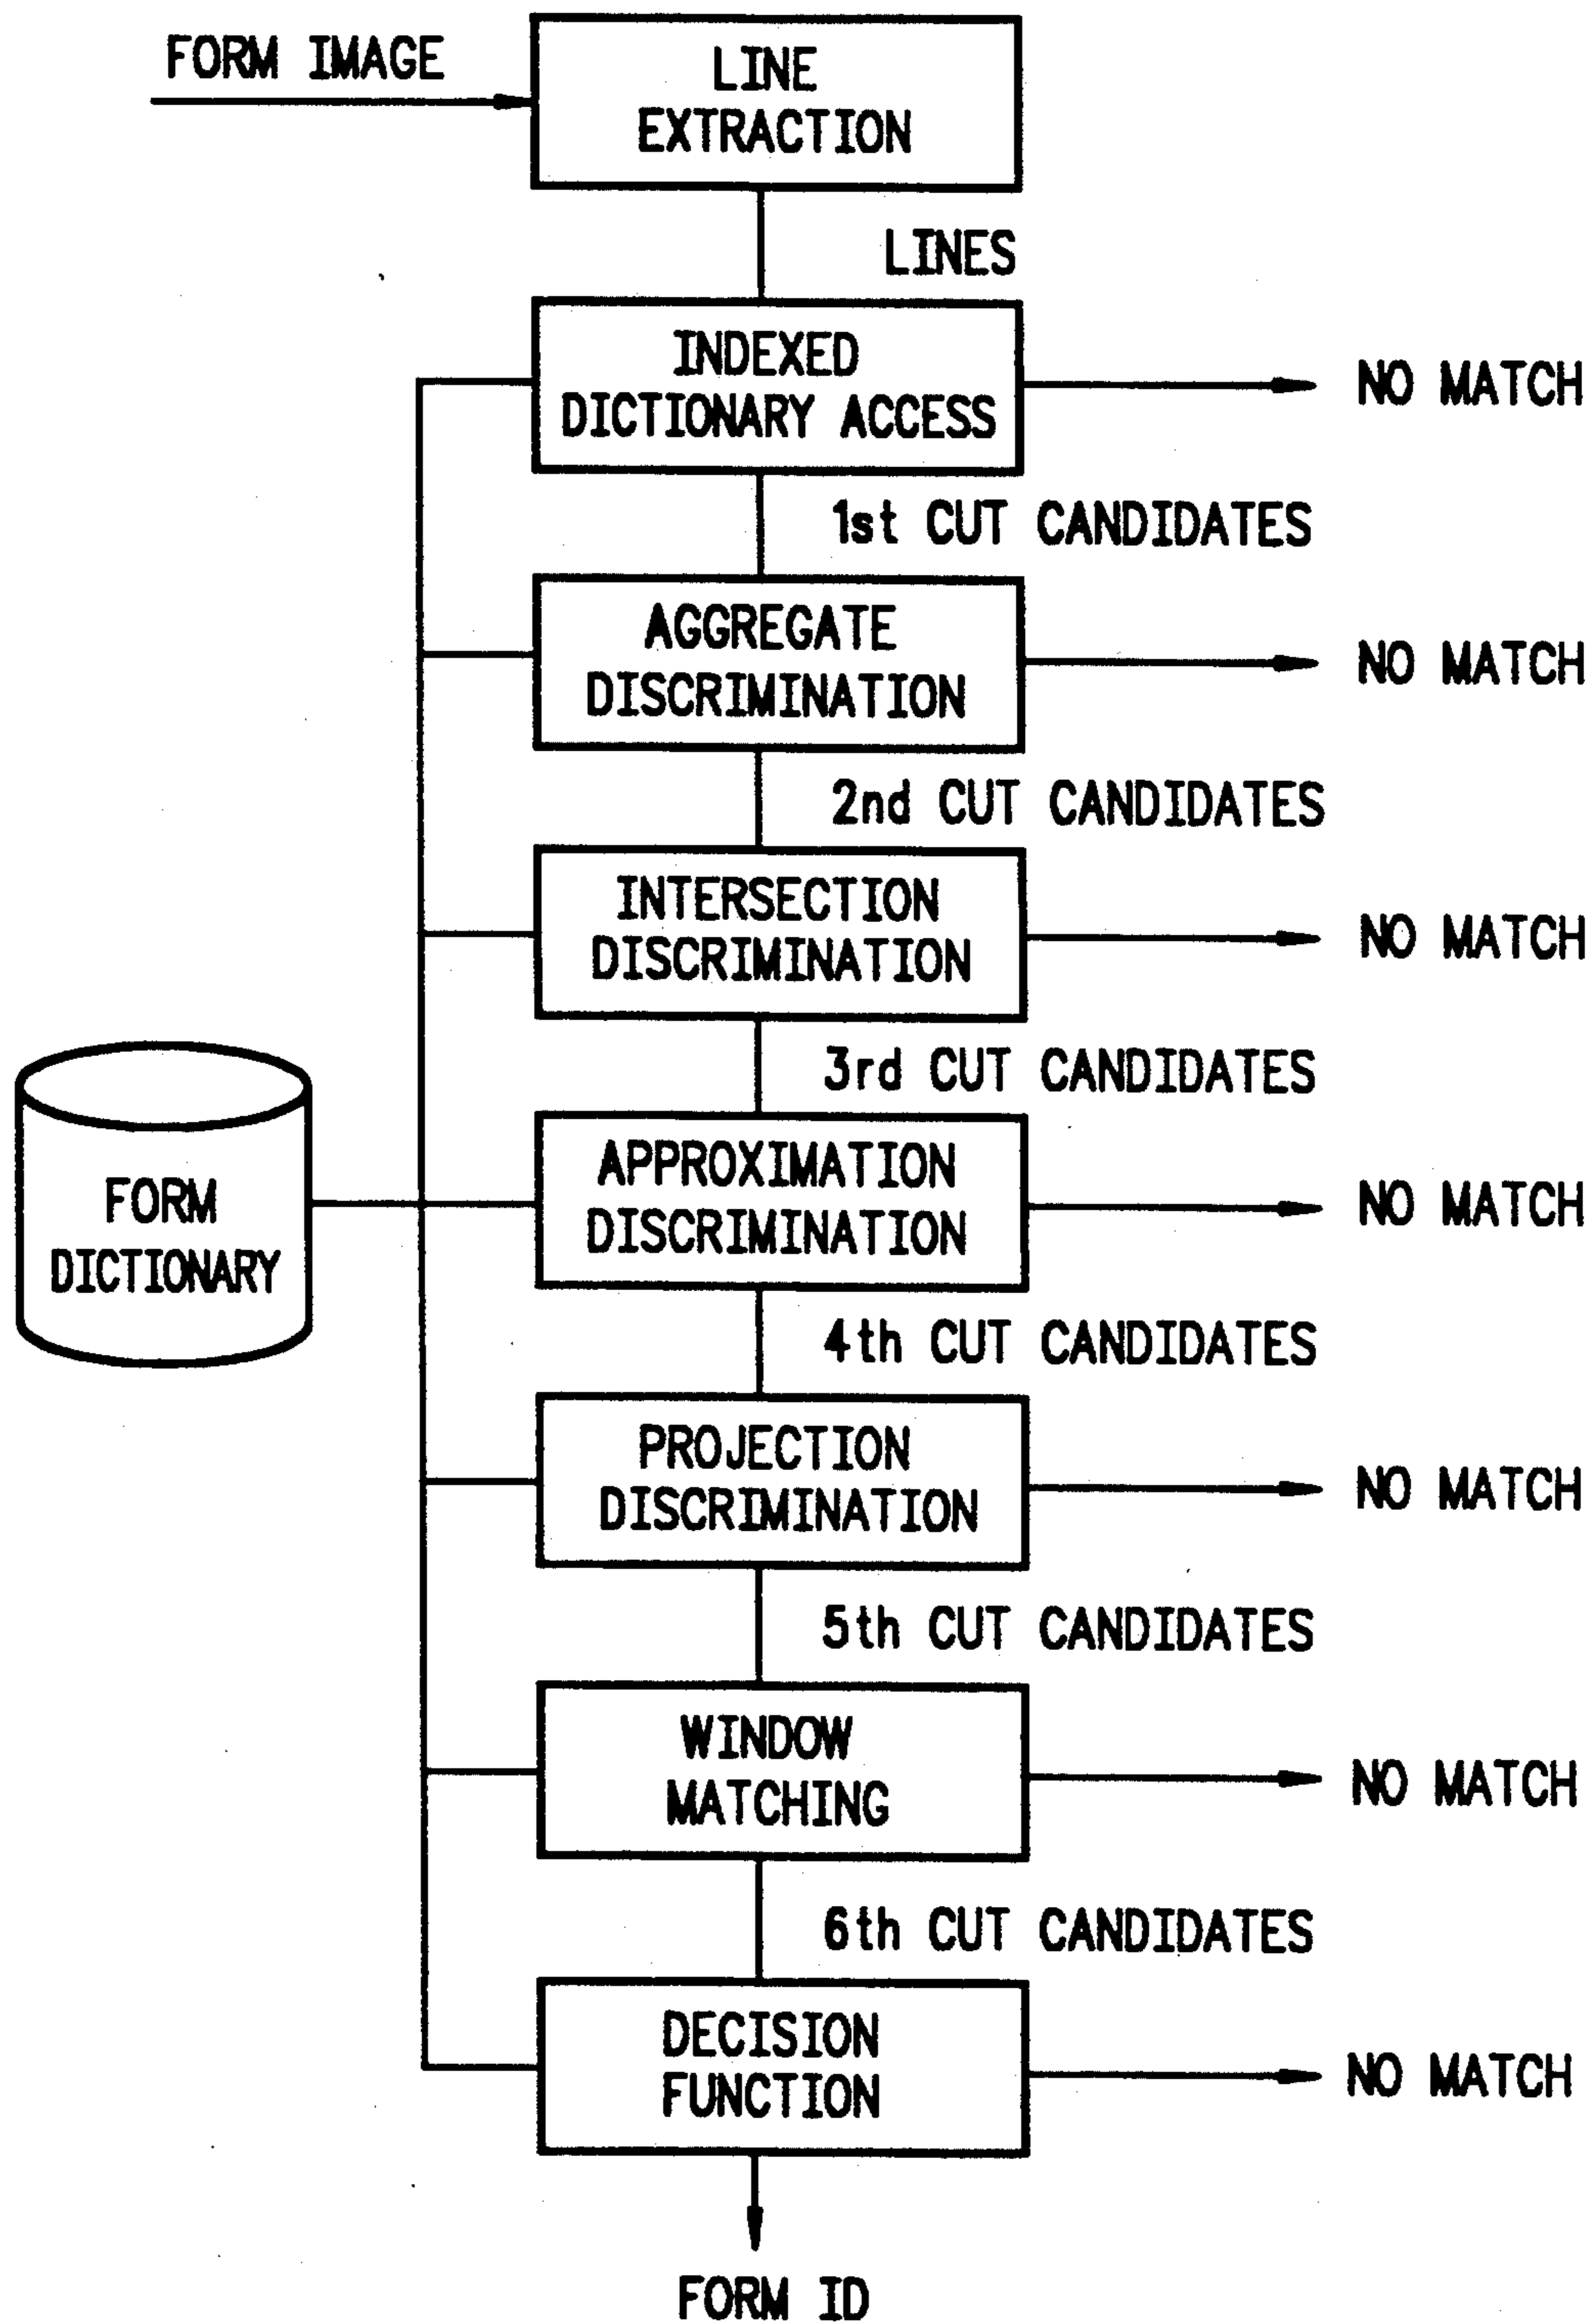 FORM IMAGE
LINE
EXTRACTION
LINES
INDEXED
DICTIONARY ACCESS
NO MATCH
1st CUT CANDIDATES
AGGREGATE
DISCRIMINATION
NO MATCH
2nd CUT CANDIDATES
INTERSECTION
DISCRIMINATION
NO MATCH
3rd CUT CANDIDATES
FORM
DICTIONARY
APPROXIMATION
DISCRIMINATION
NO MATCH
4th CUT CANDIDATES
PROJECTION
DISCRIMINATION
NO MATCH
5th CUT CANDIDATES
WINDOW
MATCHING
NO MATCH
6th CUT CANDIDATES
DECISION
FUNCTION
NO MATCH
FORM ID